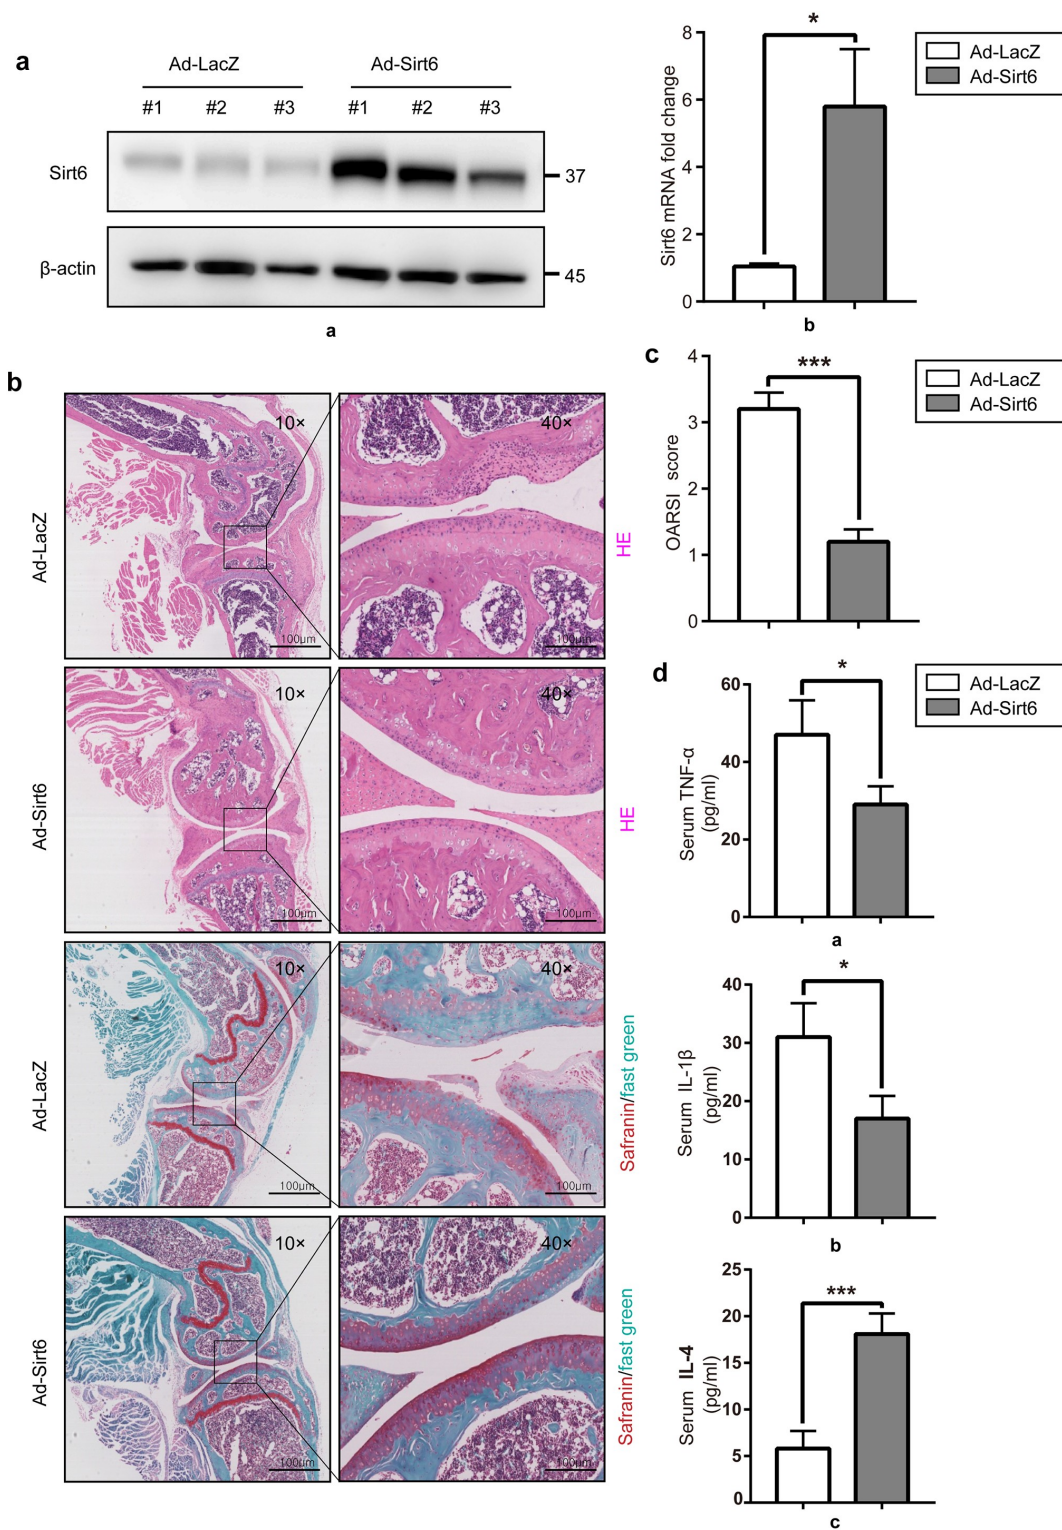 a
Ad-LacZ
Ad-Sirt6
#1 #2 #3 #1 #2 #3
Sirt6
37
β-actin
45
a
Sirt6 mRNA fold change
8
6
4
2
0
*
Ad-LacZ
Ad-Sirt6
b
b
Ad-LacZ
10×
100μm
40×
100μm
HE
Ad-Sirt6
10×
100μm
40×
100μm
HE
Ad-LacZ
10×
100μm
40×
100μm
Safranin/fast green
Ad-Sirt6
10×
100μm
40×
100μm
Safranin/fast green
c
OARSI score
4
3
2
1
0
***
Ad-LacZ
Ad-Sirt6
d
Serum TNF-α
(pg/ml)
60
40
20
0
*
Ad-LacZ
Ad-Sirt6
a
Serum IL-1β
(pg/ml)
40
30
20
10
0
*
b
Serum IL-4
(pg/ml)
25
20
15
10
5
0
***
c